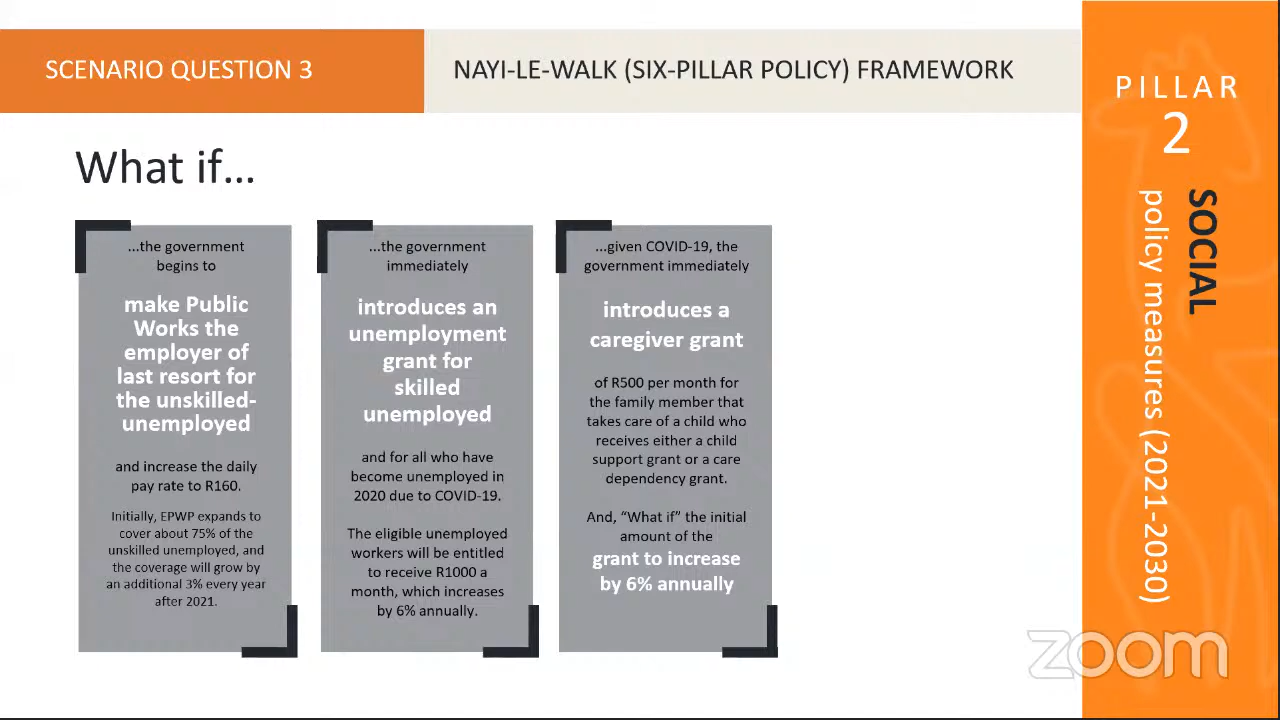 SCENARIO QUESTION 3
NAYI-LE-WALK (SIX-PILLAR POLICY) FRAMEWORK
What if...
...the government
begins to
make Public
Works the
employer of
last resort for
the unskilled-
unemployed
and increase the daily
pay rate to R160.
Initially, EPWP expands to
cover about 75% of the
unskilled unemployed, and
the coverage will grow by
an additional 3% every year
after 2021.
...the government
immediately
introduces an
unemployment
grant for
skilled
unemployed
and for all who have
become unemployed in
2020 due to COVID-19.
The eligible unemployed
workers will be entitled
to receive R1000 a
month, which increases
by 6% annually.
...given COVID-19, the
government immediately
introduces a
caregiver grant
of R500 per month for
the family member that
takes care of a child who
receives either a child
support grant or a care
dependency grant.
And, “What if” the initial
amount of the
grant to increase
by 6% annually
PILLAR
2
SOCIAL
policy measures (2021-2030)
zoom